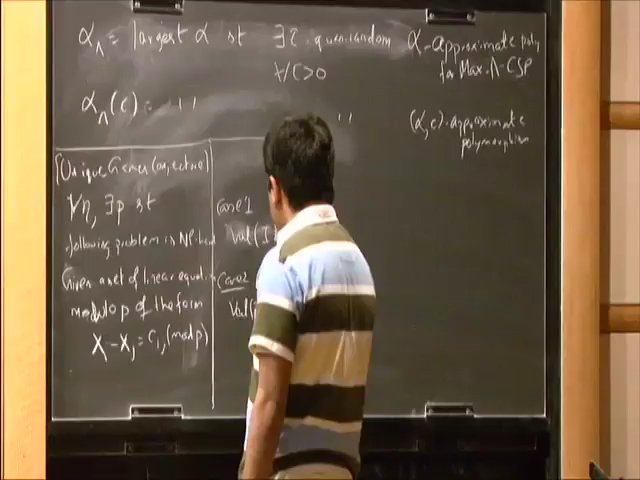 α_Λ = largest α st ∃ τ-quasirandom α-approximate poly
∀ τ>0 for Max-Λ-CSP
α_Λ(c) = ' ' ' ' ' (α,c)-approximate
polymorphism
[Unique Games Conjecture]
∀η, ∃p st
following problem is NP-hard
Given a set of linear equations
modulo p of the form
X_i - X_j = c_ij (mod p)
Case 1
Val(I
Case 2
Val(